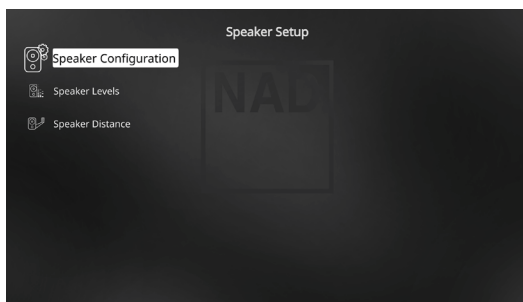 Speaker Setup
Speaker Configuration
NAD
Speaker Levels
Speaker Distance